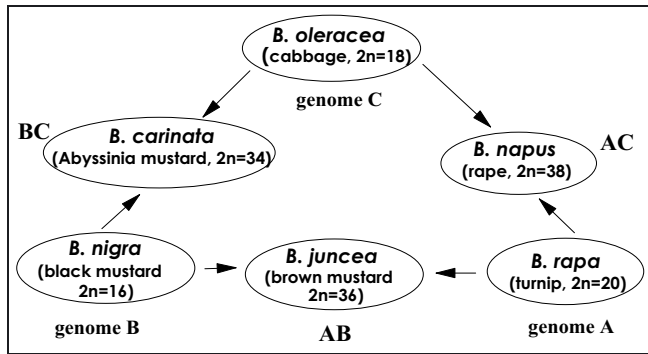 B. oleracea
(cabbage, 2n=18)
genome C
BC
B. carinata
(Abyssinia mustard, 2n=34)
AC
B. napus
(rape, 2n=38)
B. nigra
(black mustard
2n=16)
genome B
B. juncea
(brown mustard
2n=36)
AB
B. rapa
(turnip, 2n=20)
genome A